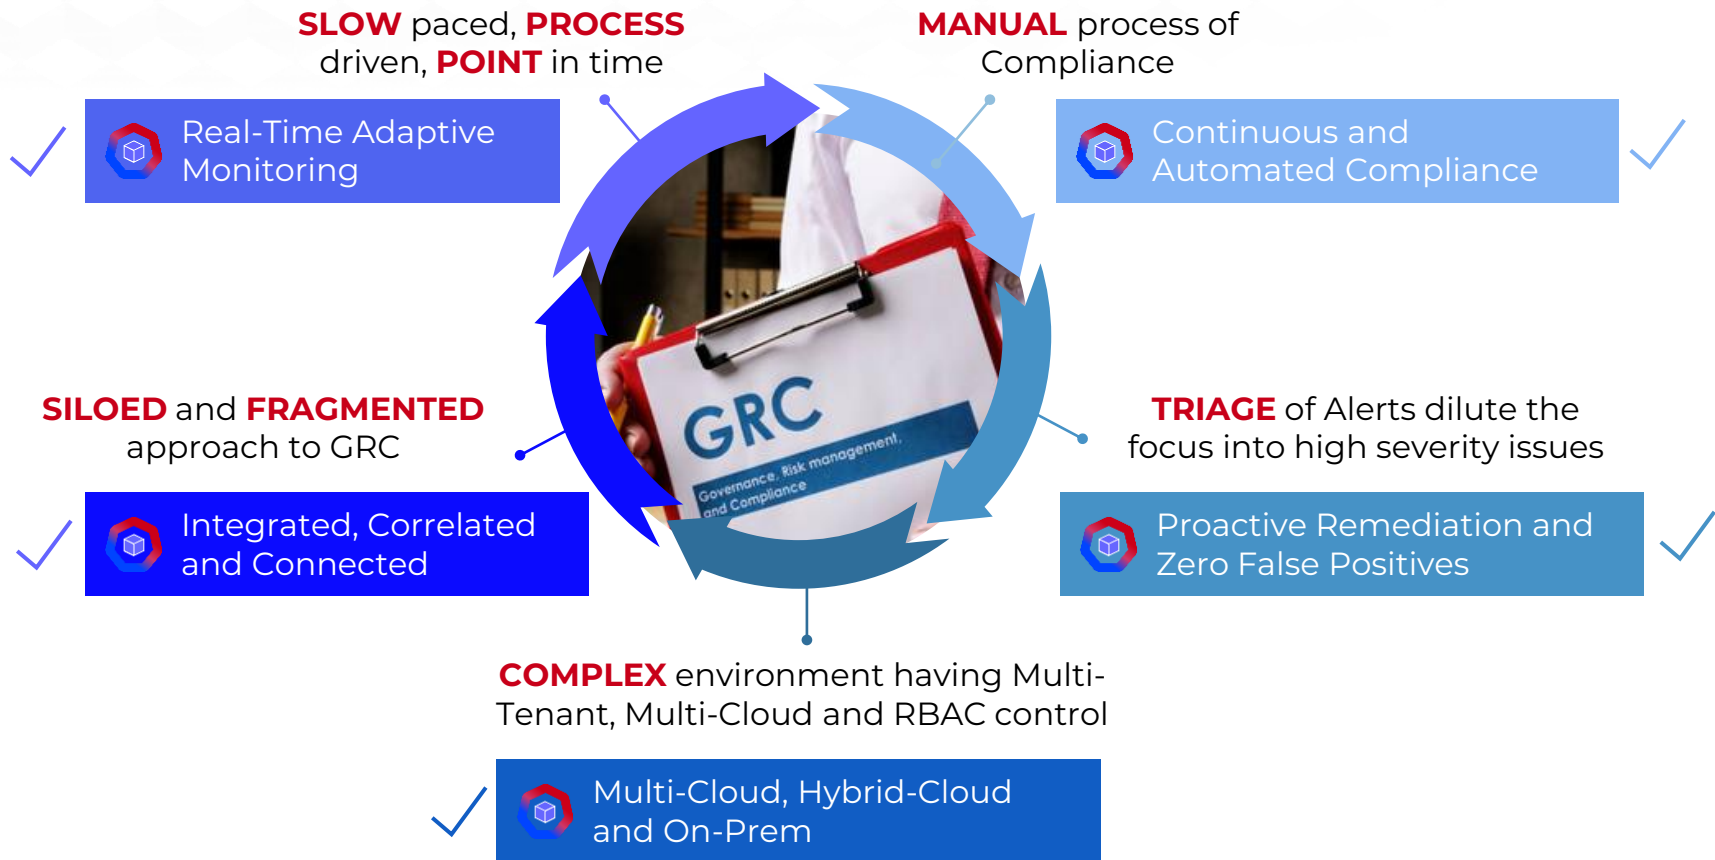 SLOW paced, PROCESS
driven, POINT in time
Real-Time Adaptive
Monitoring
MANUAL process of
Compliance
Continuous and
Automated Compliance
SILOED and FRAGMENTED
approach to GRC
Integrated, Correlated
and Connected
GRC
Governance, Risk management,
and Compliance
TRIAGE of Alerts dilute the
focus into high severity issues
Proactive Remediation and
Zero False Positives
COMPLEX environment having Multi-
Tenant, Multi-Cloud and RBAC control
Multi-Cloud, Hybrid-Cloud
and On-Prem